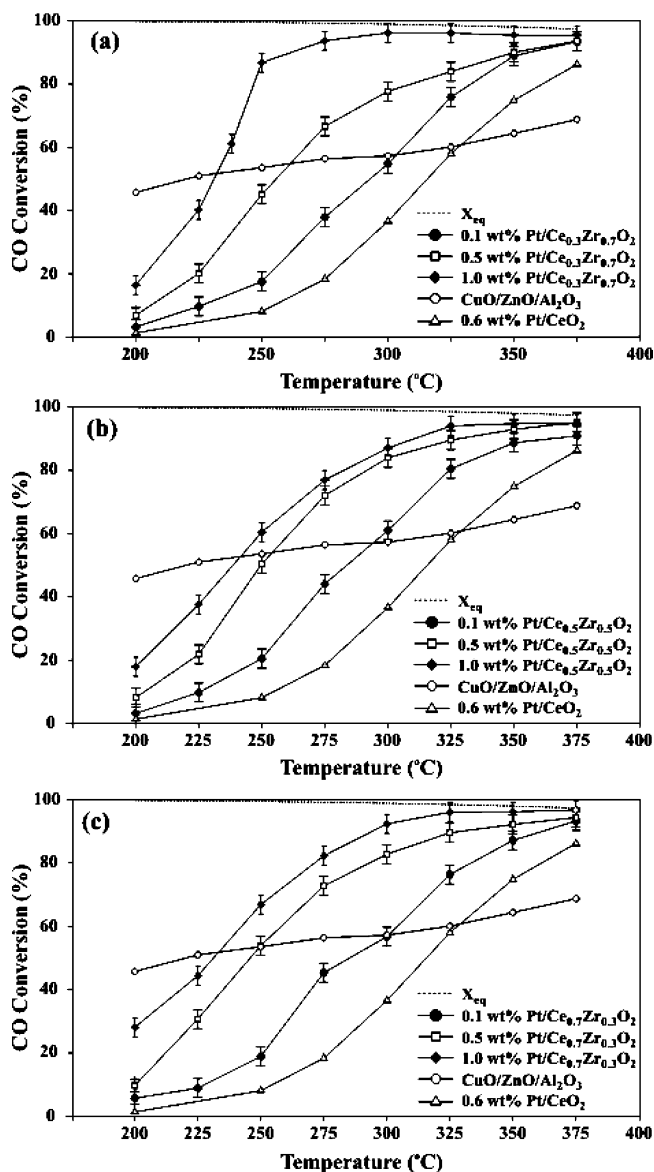 (a)
CO Conversion (%)
100
80
60
40
20
0
X_eq
0.1 wt% Pt/Ce₀.₃Zr₀.₇O₂
0.5 wt% Pt/Ce₀.₃Zr₀.₇O₂
1.0 wt% Pt/Ce₀.₃Zr₀.₇O₂
CuO/ZnO/Al₂O₃
0.6 wt% Pt/CeO₂
200 225 250 275 300 325 350 375 400
Temperature (°C)
(b)
CO Conversion (%)
100
80
60
40
20
0
X_eq
0.1 wt% Pt/Ce₀.₅Zr₀.₅O₂
0.5 wt% Pt/Ce₀.₅Zr₀.₅O₂
1.0 wt% Pt/Ce₀.₅Zr₀.₅O₂
CuO/ZnO/Al₂O₃
0.6 wt% Pt/CeO₂
200 225 250 275 300 325 350 375 400
Temperature (°C)
(c)
CO Conversion (%)
100
80
60
40
20
0
X_eq
0.1 wt% Pt/Ce₀.₇Zr₀.₃O₂
0.5 wt% Pt/Ce₀.₇Zr₀.₃O₂
1.0 wt% Pt/Ce₀.₇Zr₀.₃O₂
CuO/ZnO/Al₂O₃
0.6 wt% Pt/CeO₂
200 225 250 275 300 325 350 375 400
Temperature (°C)